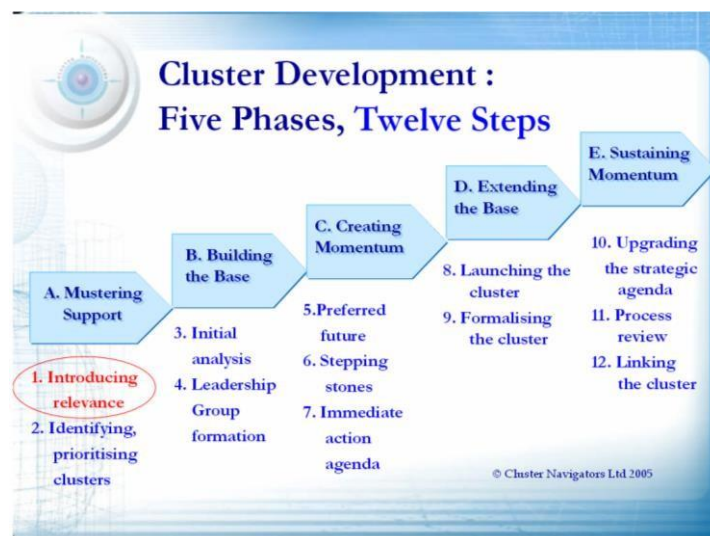 Cluster Development :
Five Phases, Twelve Steps
A. Mustering
Support
1. Introducing
relevance
2. Identifying,
prioritising
clusters
B. Building
the Base
3. Initial
analysis
4. Leadership
Group
formation
C. Creating
Momentum
5.Preferred
future
6. Stepping
stones
7. Immediate
action
agenda
D. Extending
the Base
8. Launching the
cluster
9. Formalising
the cluster
E. Sustaining
Momentum
10. Upgrading
the strategic
agenda
11. Process
review
12. Linking
the cluster
© Cluster Navigators Ltd 2005